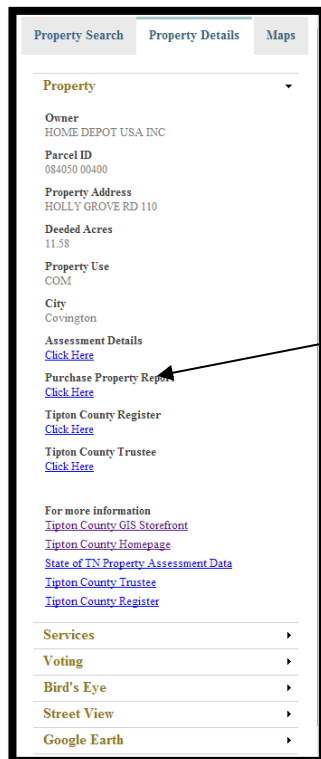 Property Search Property Details Maps
Property
Owner
HOME DEPOT USA INC
Parcel ID
084050 00400
Property Address
HOLLY GROVE RD 110
Deeded Acres
11.58
Property Use
COM
City
Covington
Assessment Details
Click Here
Purchase Property Report
Click Here
Tipton County Register
Click Here
Tipton County Trustee
Click Here
For more information
Tipton County GIS Storefront
Tipton County Homepage
State of TN Property Assessment Data
Tipton County Trustee
Tipton County Register
Services
Voting
Bird's Eye
Street View
Google Earth